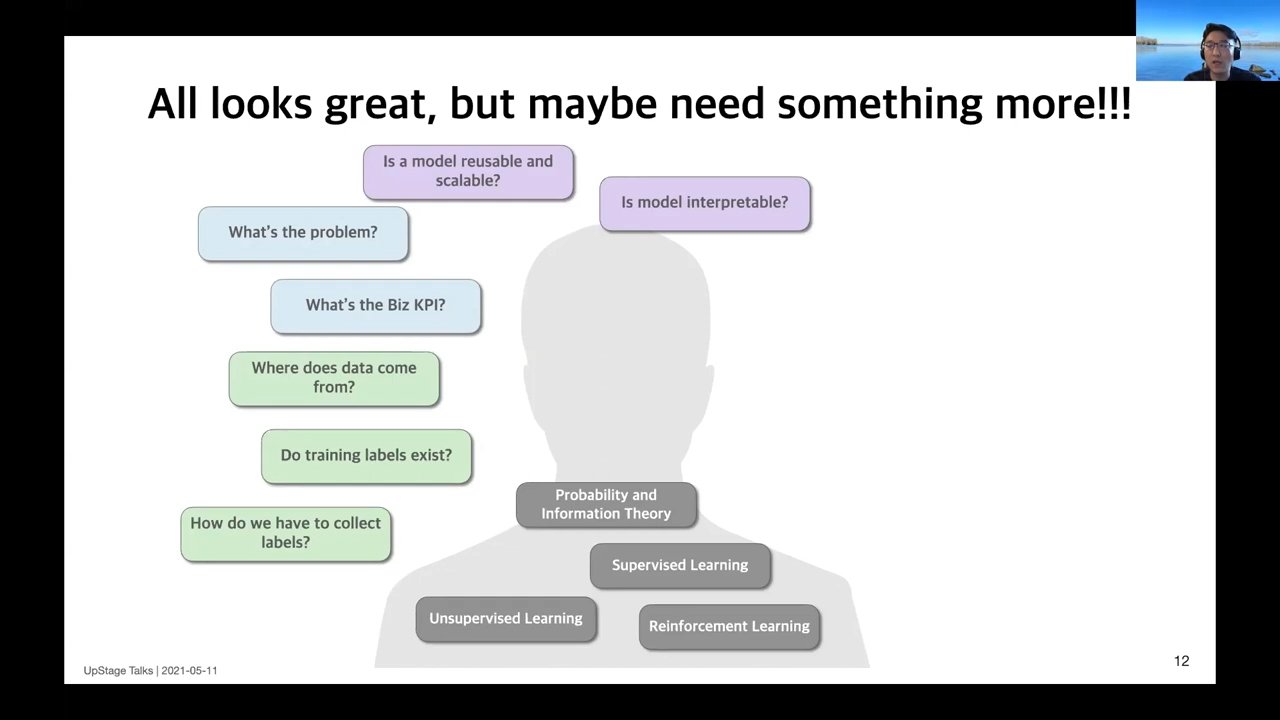 All looks great, but maybe need something more!!!
Is a model reusable and
scalable?
Is model interpretable?
What's the problem?
What's the Biz KPI?
Where does data come
from?
Do training labels exist?
How do we have to collect
labels?
Probability and
Information Theory
Supervised Learning
Unsupervised Learning
Reinforcement Learning
UpStage Talks | 2021-05-11
12